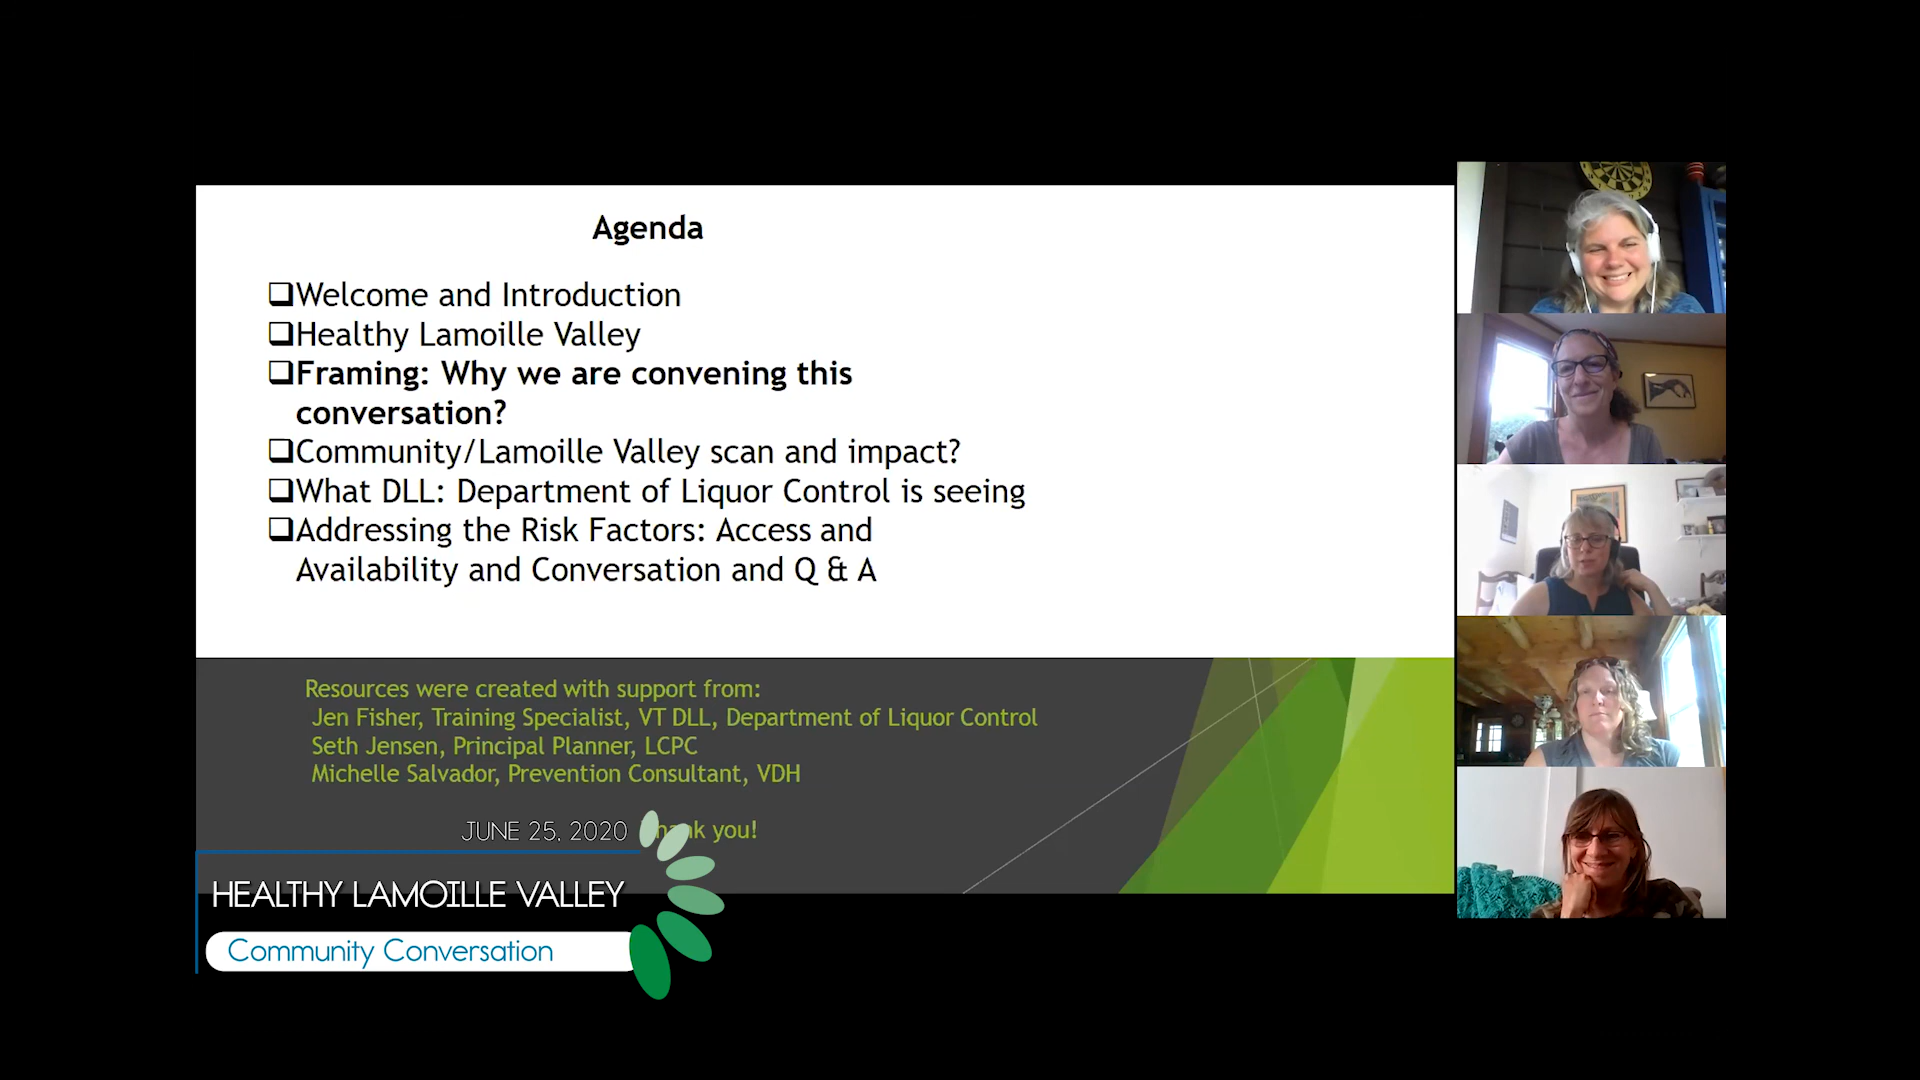 Agenda
❑Welcome and Introduction
❑Healthy Lamoille Valley
❑Framing: Why we are convening this
conversation?
❑Community/Lamoille Valley scan and impact?
❑What DLL: Department of Liquor Control is seeing
❑Addressing the Risk Factors: Access and
Availability and Conversation and Q & A
Resources were created with support from:
Jen Fisher, Training Specialist, VT DLL, Department of Liquor Control
Seth Jensen, Principal Planner, LCPC
Michelle Salvador, Prevention Consultant, VDH
you!
JUNE 25, 2020
HEALTHY LAMOILLE VALLEY
Community Conversation